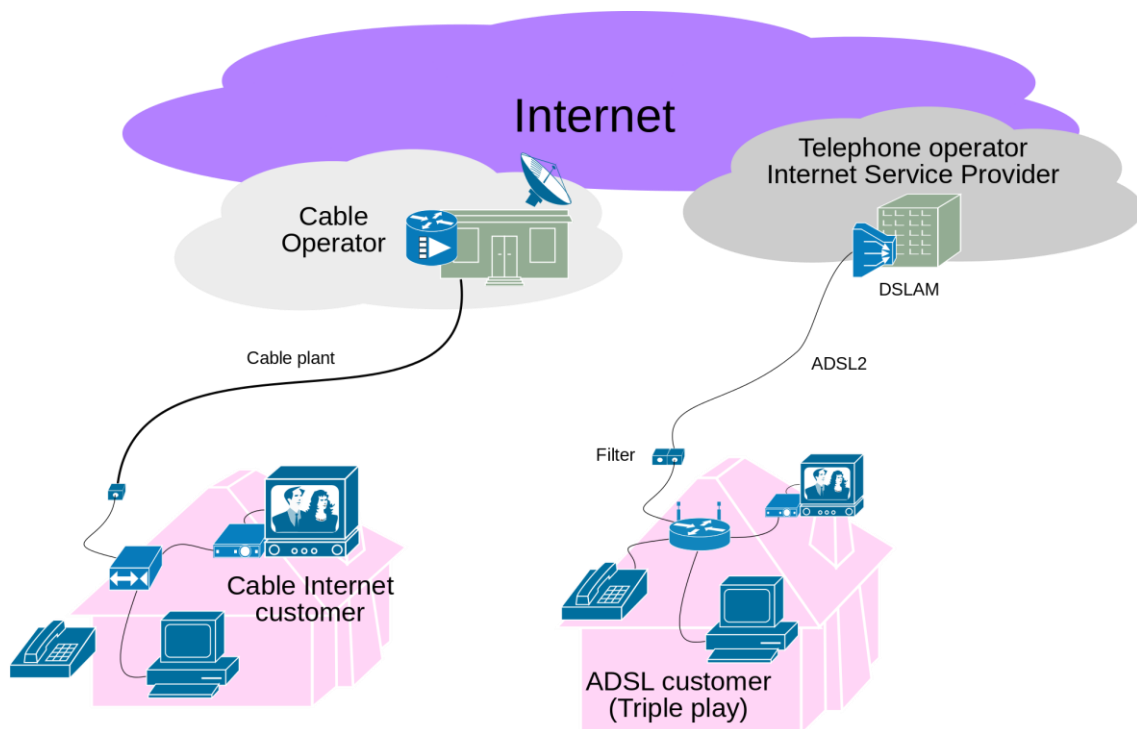 Internet
Telephone operator
Internet Service Provider
Cable
Operator
DSLAM
Cable plant
ADSL2
Filter
Cable Internet
customer
ADSL customer
(Triple play)